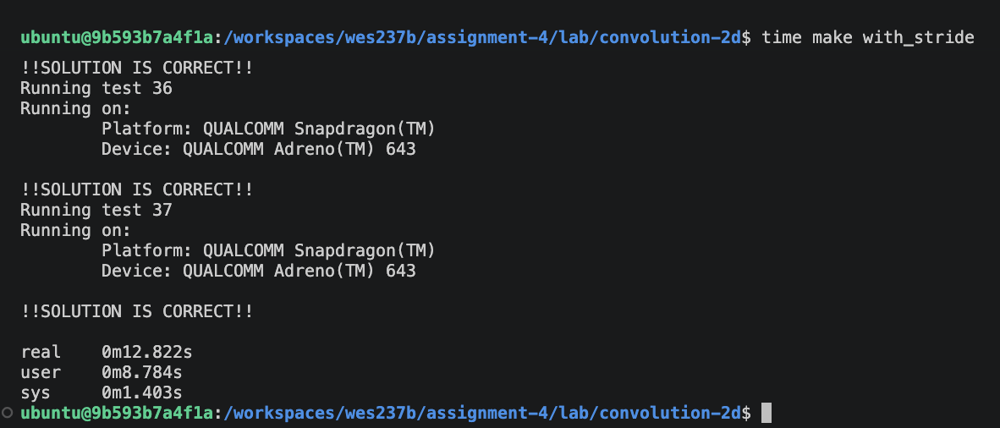 ubuntu@9b593b7a4f1a:/workspaces/wes237b/assignment-4/lab/convolution-2d$ time make with_stride
!!SOLUTION IS CORRECT!!
Running test 36
Running on:
        Platform: QUALCOMM Snapdragon(TM)
        Device: QUALCOMM Adreno(TM) 643

!!SOLUTION IS CORRECT!!
Running test 37
Running on:
        Platform: QUALCOMM Snapdragon(TM)
        Device: QUALCOMM Adreno(TM) 643

!!SOLUTION IS CORRECT!!

real    0m12.822s
user    0m8.784s
sys     0m1.403s
ubuntu@9b593b7a4f1a:/workspaces/wes237b/assignment-4/lab/convolution-2d$